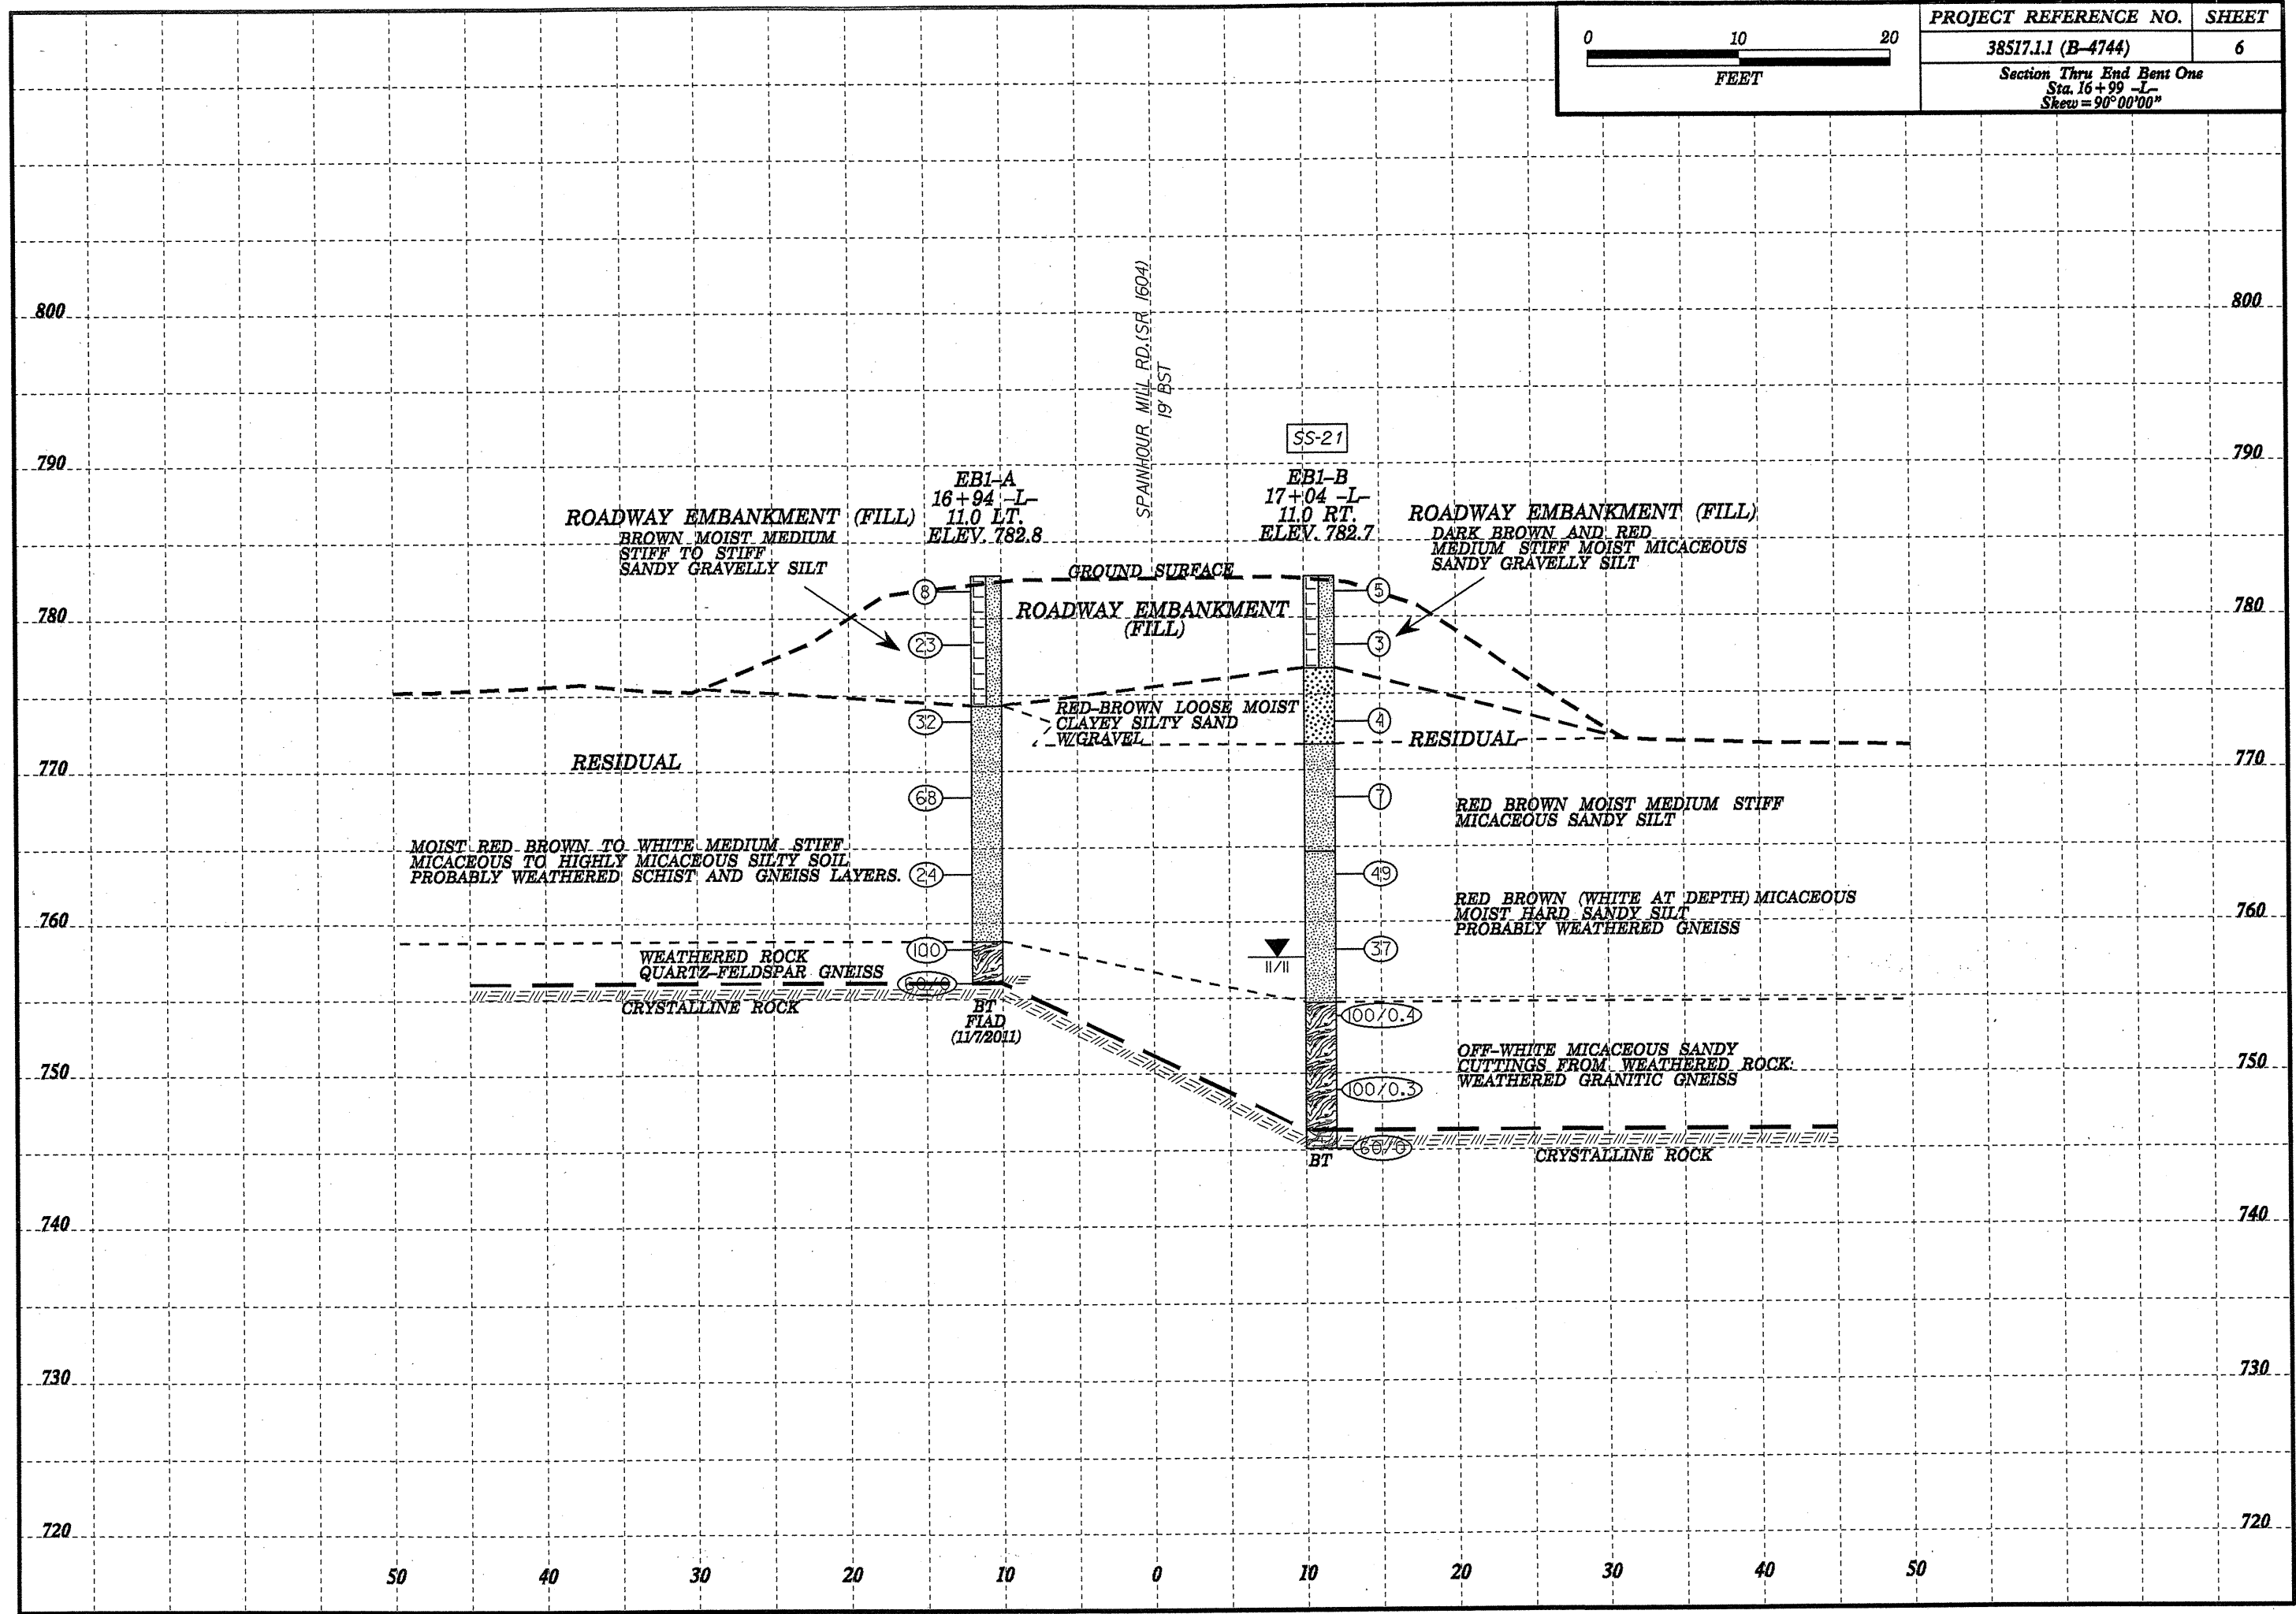 PROJECT REFERENCE NO. SHEET
38517.1.1 (B-4744) 6
Section Thru End Bent One
Sta. 16+99 -L-
Skew = 90°00'00"
0 10 20
FEET
800 800
790 790
780 780
770 770
760 760
750 750
740 740
730 730
720 720
SPAINHOUR MILL RD. (SR 1604)
19' BST
SS-21
EB1-A
16+94 -L-
11.0 LT.
ELEV. 782.8
EB1-B
17+04 -L-
11.0 RT.
ELEV. 782.7
ROADWAY EMBANKMENT (FILL)
BROWN MOIST MEDIUM
STIFF TO STIFF
SANDY GRAVELLY SILT
ROADWAY EMBANKMENT (FILL)
DARK BROWN AND RED
MEDIUM STIFF MOIST MICACEOUS
SANDY GRAVELLY SILT
GROUND SURFACE
ROADWAY EMBANKMENT
(FILL)
8
23
32
68
24
100
60/0
5
3
4
7
49
37
100/0.4
100/0.3
60/0
RED-BROWN LOOSE MOIST
CLAYEY SILTY SAND
W/GRAVEL
RESIDUAL
RESIDUAL
RED BROWN MOIST MEDIUM STIFF
MICACEOUS SANDY SILT
MOIST RED BROWN TO WHITE MEDIUM STIFF
MICACEOUS TO HIGHLY MICACEOUS SILTY SOIL
PROBABLY WEATHERED SCHIST AND GNEISS LAYERS.
RED BROWN (WHITE AT DEPTH) MICACEOUS
MOIST HARD SANDY SILT
PROBABLY WEATHERED GNEISS
11/11
WEATHERED ROCK
QUARTZ-FELDSPAR GNEISS
CRYSTALLINE ROCK
BT
FIAD
(11/7/2011)
OFF-WHITE MICACEOUS SANDY
CUTTINGS FROM WEATHERED ROCK:
WEATHERED GRANITIC GNEISS
BT
CRYSTALLINE ROCK
50 40 30 20 10 0 10 20 30 40 50